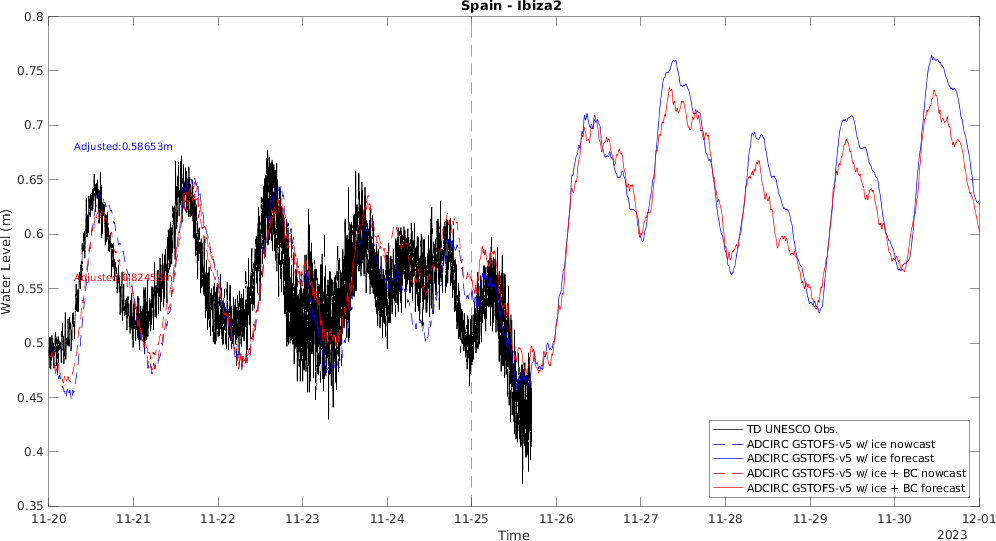 Spain - Ibiza2
0.8
0.75
0.7
0.65
0.6
0.55
0.5
0.45
0.4
0.35
Water Level (m)
Adjusted:0.58653m
Adjusted:0.82453m
TD UNESCO Obs.
ADCIRC GSTOFS-v5 w/ ice nowcast
ADCIRC GSTOFS-v5 w/ ice forecast
ADCIRC GSTOFS-v5 w/ ice + BC nowcast
ADCIRC GSTOFS-v5 w/ ice + BC forecast
11-20 11-21 11-22 11-23 11-24 11-25 11-26 11-27 11-28 11-29 11-30 12-01
Time
2023